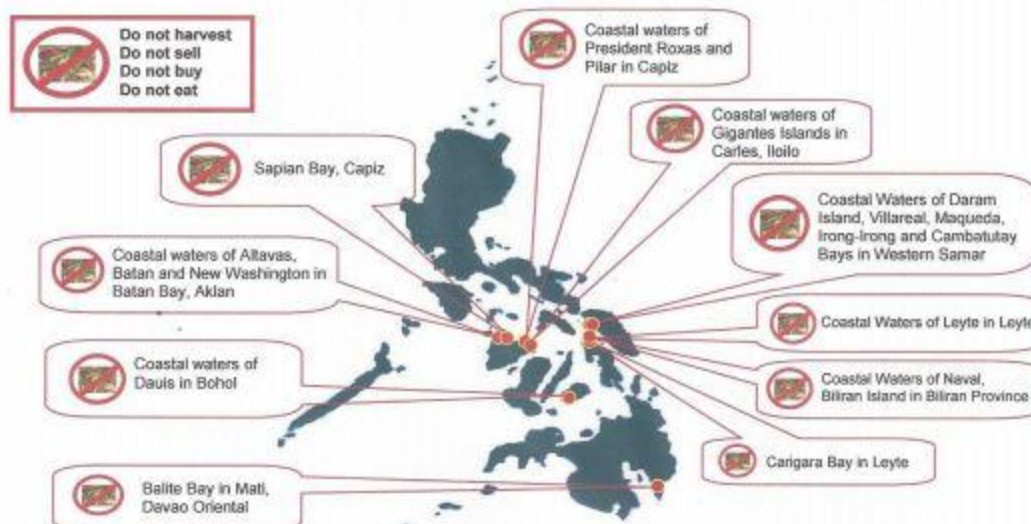 Do not harvest
Do not sell
Do not buy
Do not eat
Coastal waters of
President Roxas and
Pilar in Capiz
Coastal waters of
Gigantes Islands in
Carles, Iloilo
Sapian Bay, Capiz
Coastal Waters of Daram
Island, Villareal, Maqueda,
Irong-Irong and Cambatutay
Bays in Western Samar
Coastal waters of Altavas,
Batan and New Washington in
Batan Bay, Aklan
Coastal Waters of Leyte in Leyte
Coastal waters of
Dauis in Bohol
Coastal Waters of Naval,
Biliran Island in Biliran Province
Carigara Bay in Leyte
Balite Bay in Mati,
Davao Oriental